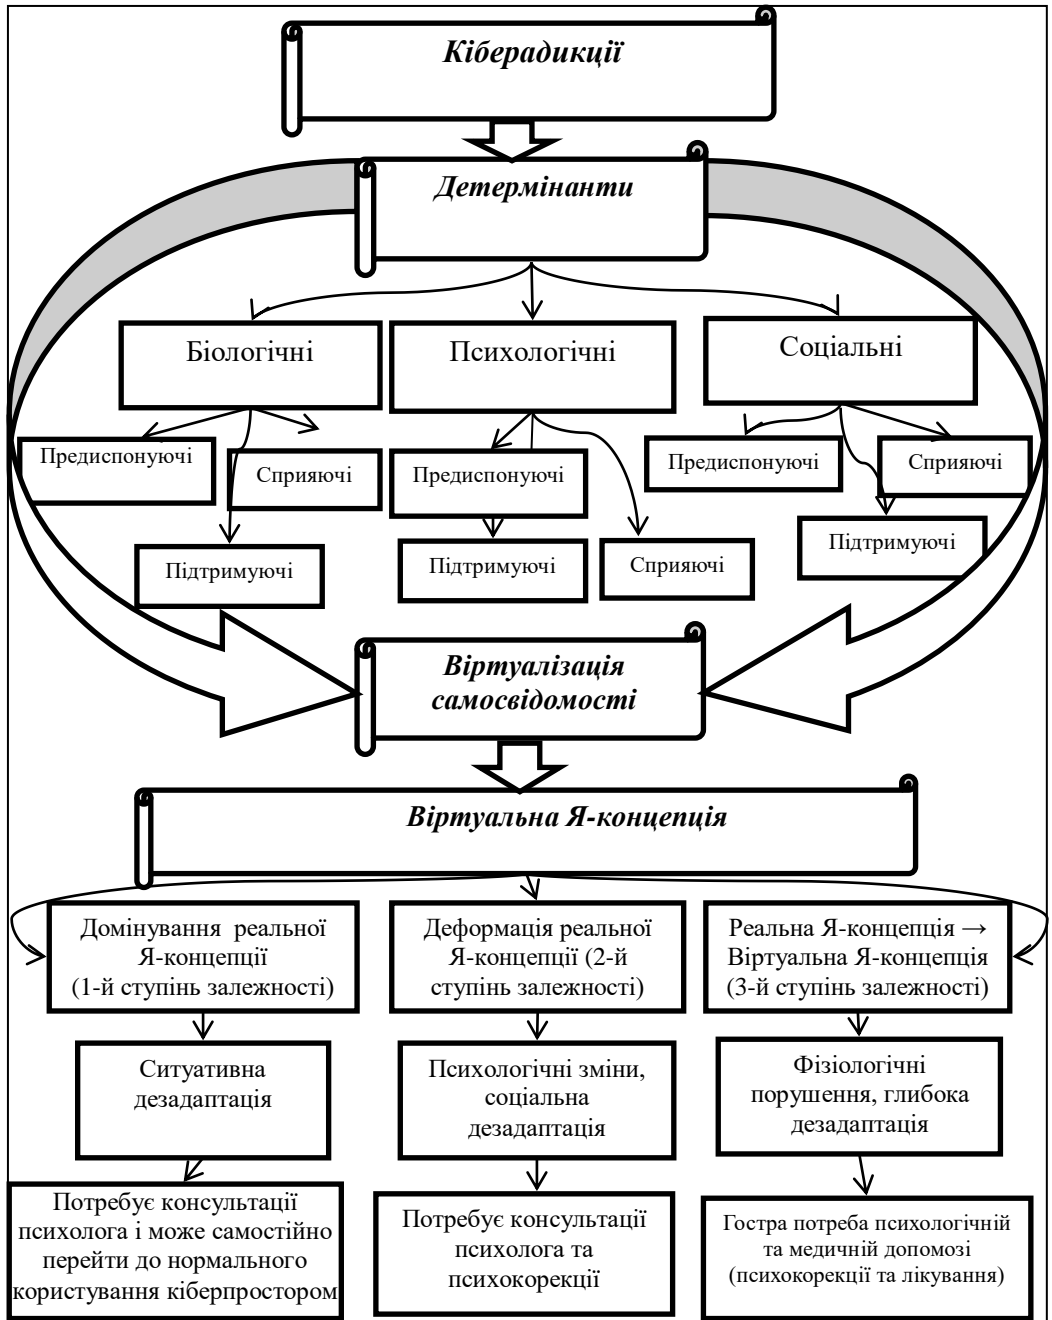 Кіберадикції
Детермінанти
Біологічні
Психологічні
Соціальні
Предиспонуючі
Сприяючі
Підтримуючі
Предиспонуючі
Підтримуючі
Сприяючі
Предиспонуючі
Сприяючі
Підтримуючі
Віртуалізація
самосвідомості
Віртуальна Я-концепція
Домінування реальної
Я-концепції
(1-й ступінь залежності)
Деформація реальної
Я-концепції (2-й
ступінь залежності)
Реальна Я-концепція →
Віртуальна Я-концепція
(3-й ступінь залежності)
Ситуативна
дезадаптація
Психологічні зміни,
соціальна
дезадаптація
Фізіологічні
порушення, глибока
дезадаптація
Потребує консультації
психолога і може самостійно
перейти до нормального
користування кіберпростором
Потребує консультації
психолога та
психокорекції
Гостра потреба психологічній
та медичній допомозі
(психокорекції та лікування)